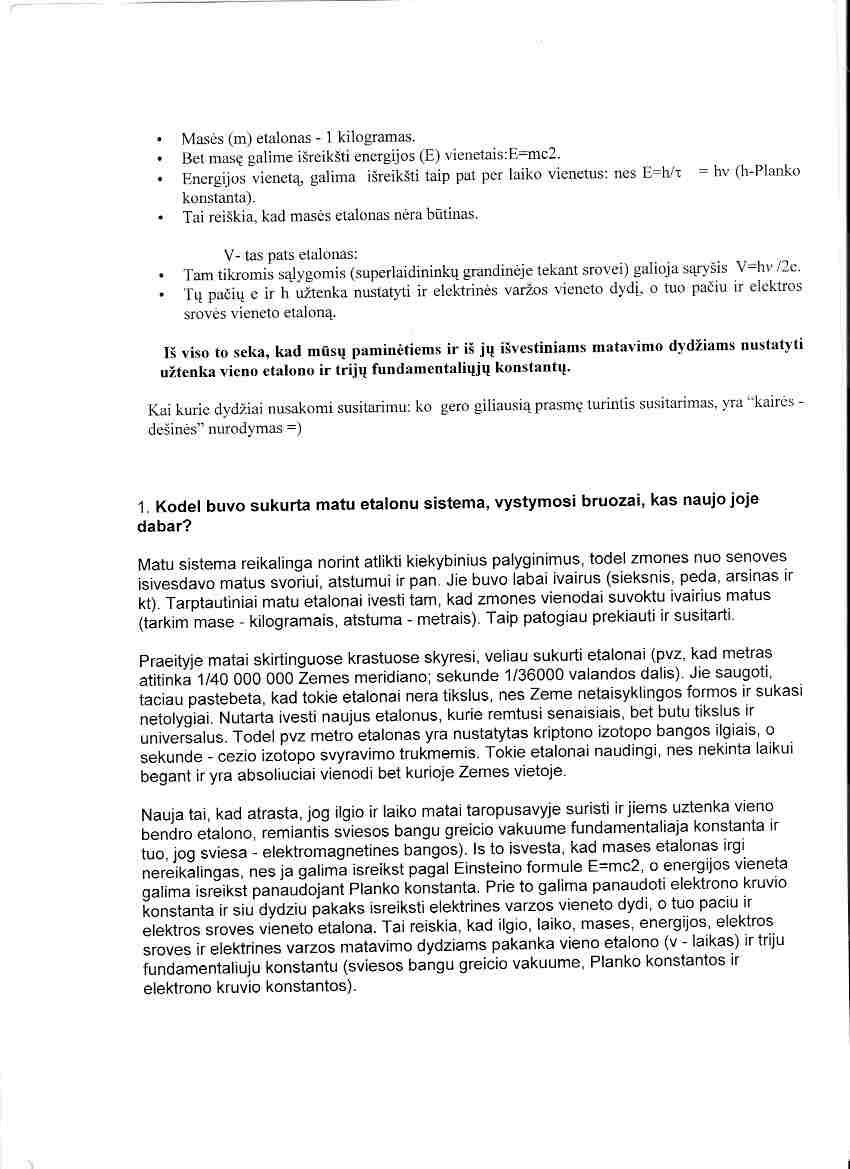 • Masės (m) etalonas - 1 kilogramas.
• Bet masę galime išreikšti energijos (E) vienetais:E=mc2.
• Energijos vienetą, galima išreikšti taip pat per laiko vienetus: nes E=h/τ = hν (h-Planko
konstanta).
• Tai reiškia, kad masės etalonas nėra būtinas.
V- tas pats etalonas:
• Tam tikromis sąlygomis (superlaidininkų grandinėje tekant srovei) galioja sąryšis V=hν /2e.
• Tų pačių e ir h užtenka nustatyti ir elektrinės varžos vieneto dydį, o tuo pačiu ir elektros
srovės vieneto etaloną.
Iš viso to seka, kad mūsų paminėtiems ir iš jų išvestiniams matavimo dydžiams nustatyti
užtenka vieno etalono ir trijų fundamentaliųjų konstantų.
Kai kurie dydžiai nusakomi susitarimu: ko gero giliausią prasmę turintis susitarimas, yra “kairės -
dešinės” nurodymas =)
1. Kodel buvo sukurta matu etalonu sistema, vystymosi bruozai, kas naujo joje
dabar?
Matu sistema reikalinga norint atlikti kiekybinius palyginimus, todel zmones nuo senoves
isivesdavo matus svoriui, atstumui ir pan. Jie buvo labai ivairus (sieksnis, peda, arsinas ir
kt). Tarptautiniai matu etalonai ivesti tam, kad zmones vienodai suvoktu ivairius matus
(tarkim mase - kilogramais, atstuma - metrais). Taip patogiau prekiauti ir susitarti.
Praeityje matai skirtinguose krastuose skyresi, veliau sukurti etalonai (pvz, kad metras
atitinka 1/40 000 000 Zemes meridiano; sekunde 1/36000 valandos dalis). Jie saugoti,
taciau pastebeta, kad tokie etalonai nera tikslus, nes Zeme netaisyklingos formos ir sukasi
netolygiai. Nutarta ivesti naujus etalonus, kurie remtusi senaisiais, bet butu tikslus ir
universalus. Todel pvz metro etalonas yra nustatytas kriptono izotopo bangos ilgiais, o
sekunde - cezio izotopo svyravimo trukmemis. Tokie etalonai naudingi, nes nekinta laikui
begant ir yra absoliuciai vienodi bet kurioje Zemes vietoje.
Nauja tai, kad atrasta, jog ilgio ir laiko matai taropusavyje suristi ir jiems uztenka vieno
bendro etalono, remiantis sviesos bangu greicio vakuume fundamentaliaja konstanta ir
tuo, jog sviesa - elektromagnetines bangos). Is to isvesta, kad mases etalonas irgi
nereikalingas, nes ja galima isreikst pagal Einsteino formule E=mc2, o energijos vieneta
galima isreikst panaudojant Planko konstanta. Prie to galima panaudoti elektrono kruvio
konstanta ir siu dydziu pakaks isreiksti elektrines varzos vieneto dydi, o tuo paciu ir
elektros sroves vieneto etalona. Tai reiskia, kad ilgio, laiko, mases, energijos, elektros
sroves ir elektrines varzos matavimo dydziams pakanka vieno etalono (v - laikas) ir triju
fundamentaliuju konstantu (sviesos bangu greicio vakuume, Planko konstantos ir
elektrono kruvio konstantos).